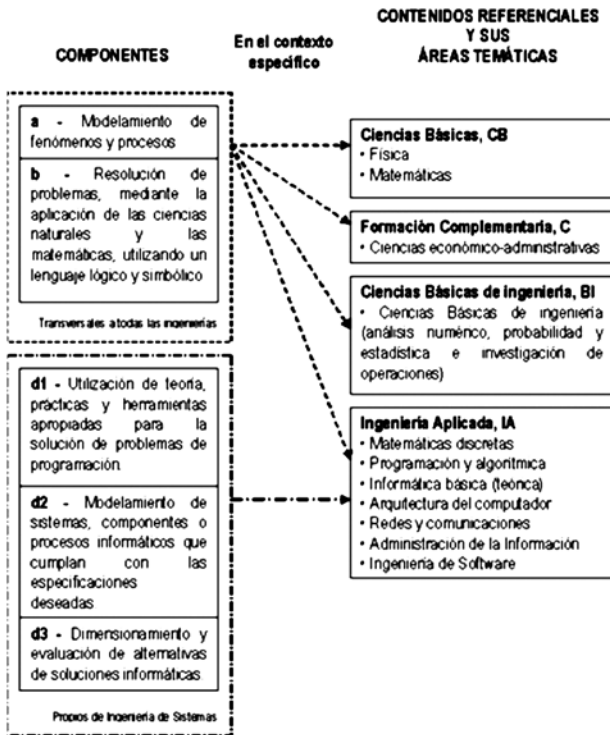 COMPONENTES
En el contexto
específico
CONTENIDOS REFERENCIALES
Y SUS
ÁREAS TEMÁTICAS
a - Modelamiento de
fenómenos y procesos
b - Resolución de
problemas, mediante la
aplicación de las ciencias
naturales y las
matemáticas, utilizando un
lenguaje lógico y simbólico
Transversales a todas las ingenierías
d1 - Utilización de teoría,
prácticas y herramientas
apropiadas para la
solución de problemas de
programación.
d2 - Modelamiento de
sistemas, componentes o
procesos informáticos que
cumplan con las
especificaciones
deseadas
d3 - Dimensionamiento y
evaluación de alternativas
de soluciones informáticas
Propios de Ingeniería de Sistemas
Ciencias Básicas, CB
• Física
• Matemáticas
Formación Complementaria, C
• Ciencias económico-administrativas
Ciencias Básicas de ingeniería, BI
• Ciencias Básicas de ingeniería
(análisis numérico, probabilidad y
estadística e investigación de
operaciones)
Ingeniería Aplicada, IA
• Matemáticas discretas
• Programación y algorítmica
• Informática básica (teórica)
• Arquitectura del computador
• Redes y comunicaciones
• Administración de la Información
• Ingeniería de Software